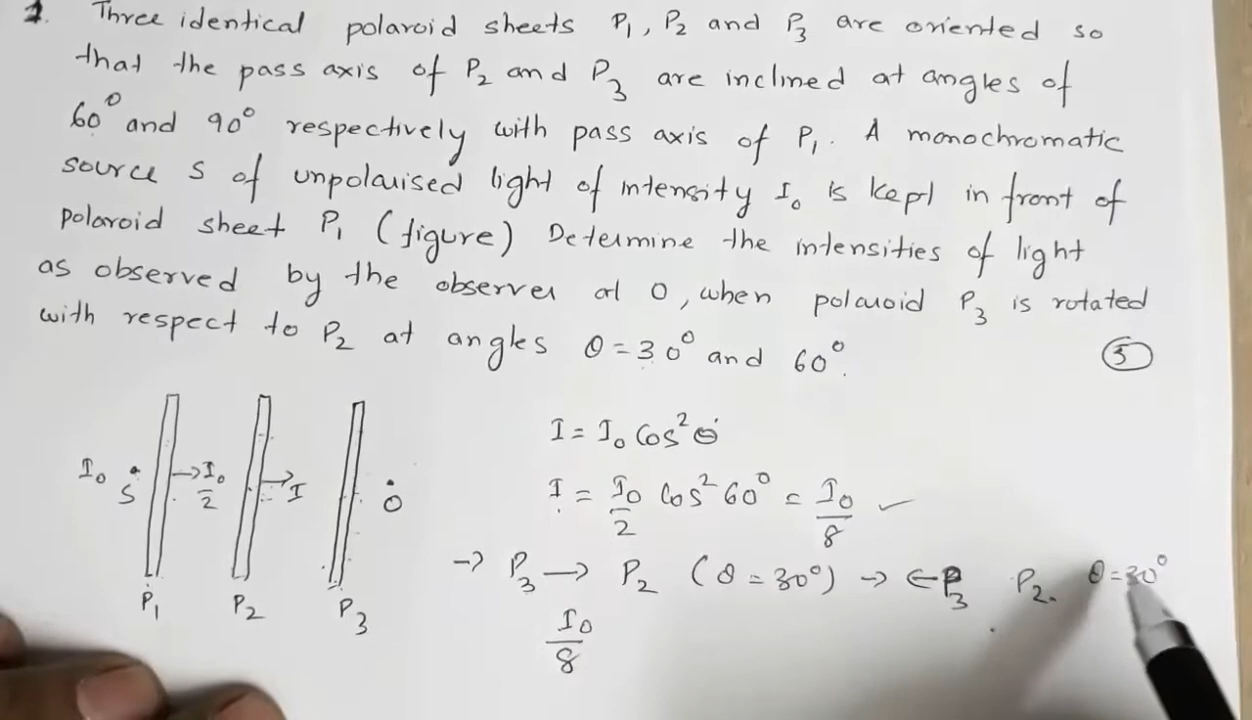 1. Three identical polaroid sheets P₁, P₂ and P₃ are oriented so
that the pass axis of P₂ and P₃ are inclined at angles of
60° and 90° respectively with pass axis of P₁. A monochromatic
source S of unpolarised light of intensity I₀ is kept in front of
polaroid sheet P₁ (figure) Determine the intensities of light
as observed by the observer at O, when polaroid P₃ is rotated
with respect to P₂ at angles θ = 30° and 60°.
(5)
I₀ S → I₀/2 → I O
P₁ P₂ P₃
I = I₀ Cos² θ
I = I₀/2 Cos² 60° = I₀/8 ✓
→ P₃ → P₂ (θ = 30°) → ← P₃ P₂. θ = 30°
I₀/8